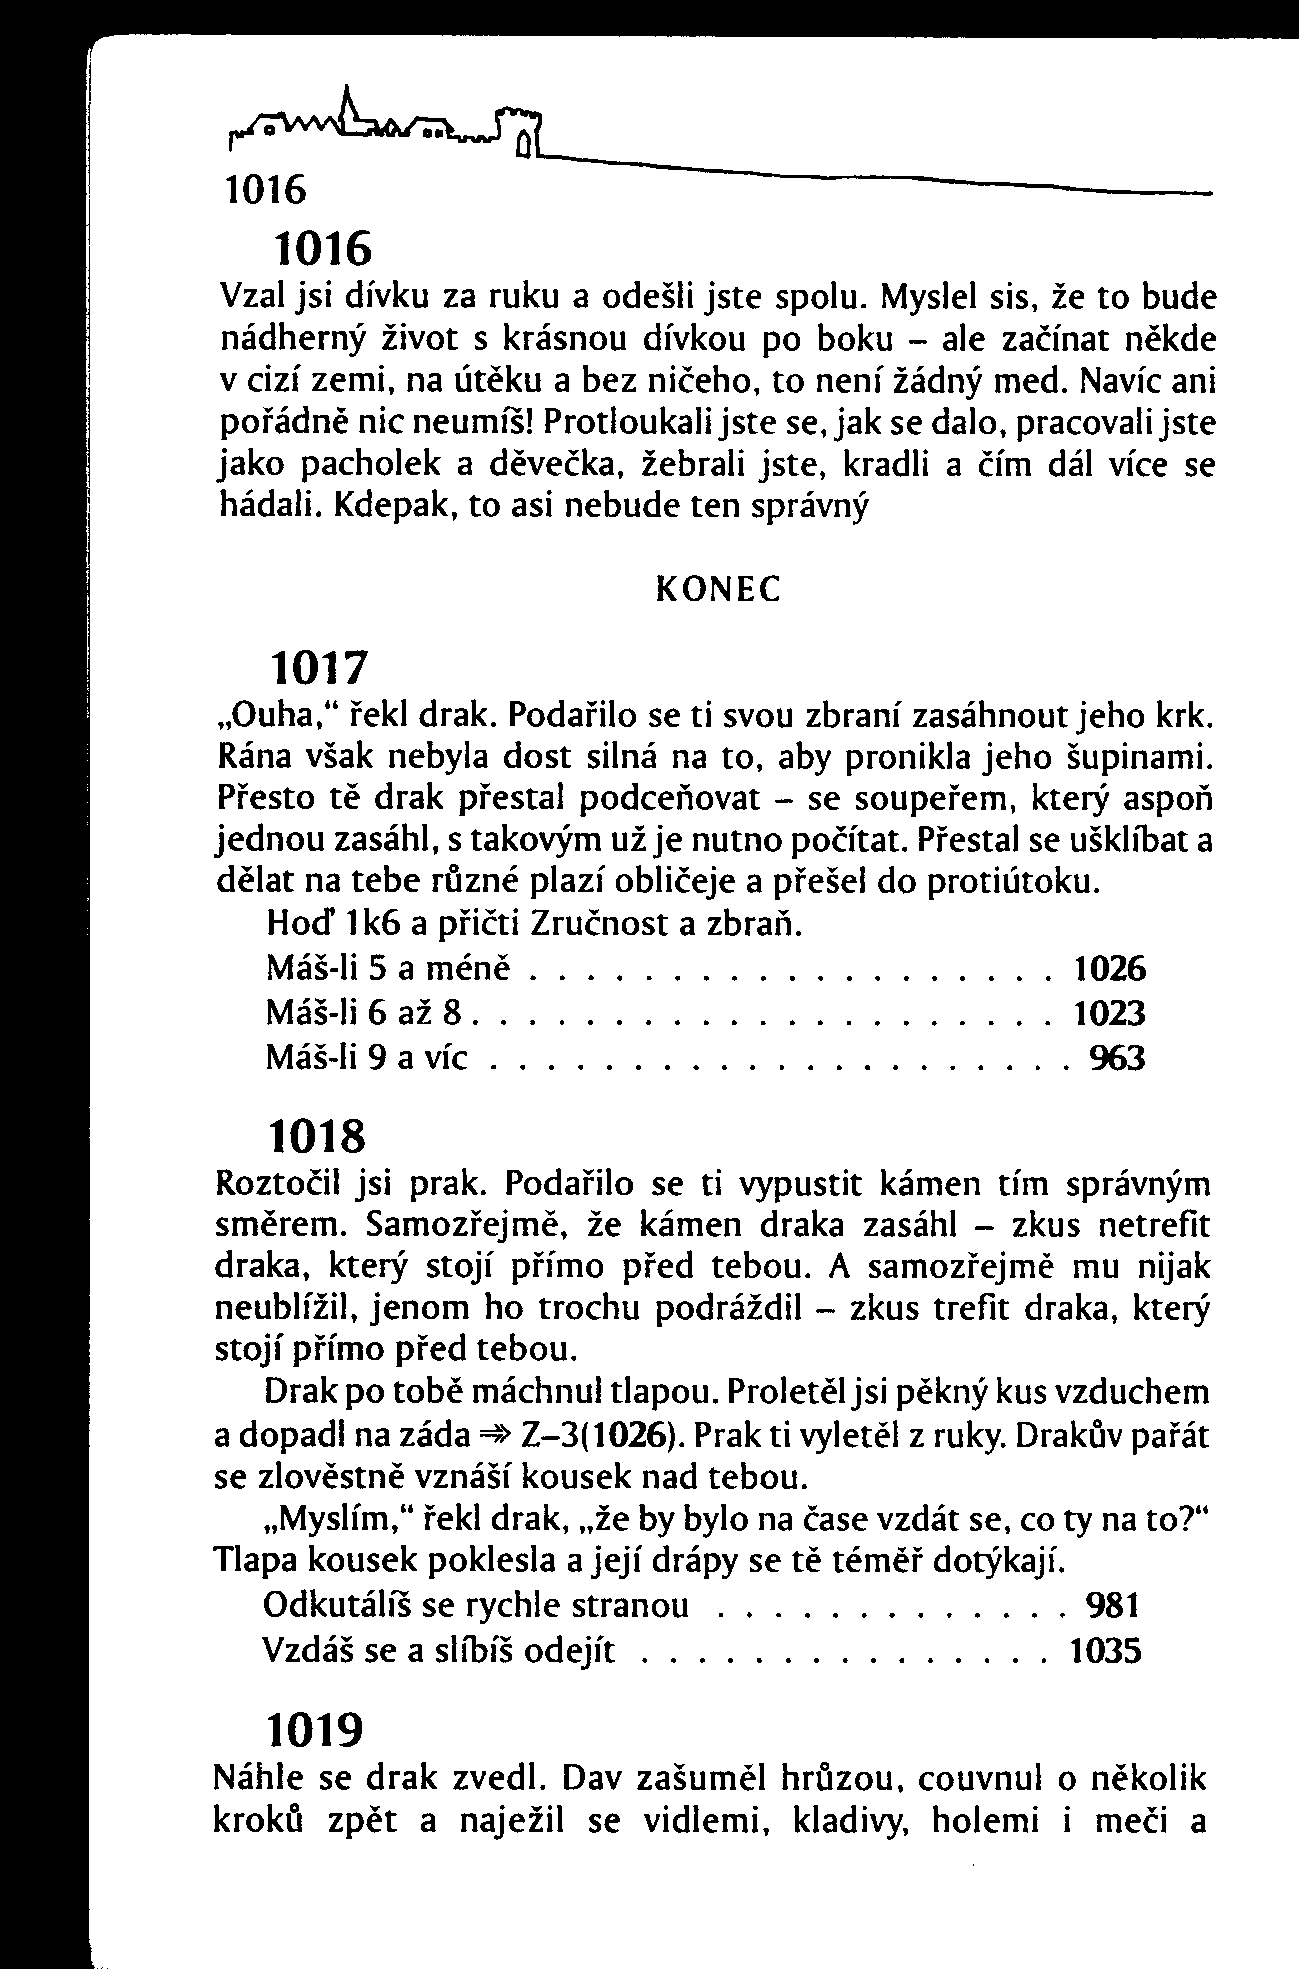 1016
1016
Vzal jsi dívku za ruku a odešli jste spolu. Myslel sis, že to bude
nádherný život s krásnou dívkou po boku – ale začínat někde
v cizí zemi, na útěku a bez ničeho, to není žádný med. Navíc ani
pořádně nic neumíš! Protloukali jste se, jak se dalo, pracovali jste
jako pacholek a děvečka, žebrali jste, kradli a čím dál více se
hádali. Kdepak, to asi nebude ten správný
KONEC
1017
„Ouha,“ řekl drak. Podařilo se ti svou zbraní zasáhnout jeho krk.
Rána však nebyla dost silná na to, aby pronikla jeho šupinami.
Přesto tě drak přestal podceňovat – se soupeřem, který aspoň
jednou zasáhl, s takovým už je nutno počítat. Přestal se ušklíbat a
dělat na tebe různé plazí obličeje a přešel do protiútoku.
Hoď 1k6 a přičti Zručnost a zbraň.
Máš-li 5 a méně . . . . . . . . . . . . . . . . . . . 1026
Máš-li 6 až 8 . . . . . . . . . . . . . . . . . . . . . 1023
Máš-li 9 a víc . . . . . . . . . . . . . . . . . . . . . 963
1018
Roztočil jsi prak. Podařilo se ti vypustit kámen tím správným
směrem. Samozřejmě, že kámen draka zasáhl – zkus netrefit
draka, který stojí přímo před tebou. A samozřejmě mu nijak
neublížil, jenom ho trochu podráždil – zkus trefit draka, který
stojí přímo před tebou.
Drak po tobě máchnul tlapou. Proletěl jsi pěkný kus vzduchem
a dopadl na záda ➾ Z–3(1026). Prak ti vyletěl z ruky. Drakův pařát
se zlověstně vznáší kousek nad tebou.
„Myslím,“ řekl drak, „že by bylo na čase vzdát se, co ty na to?“
Tlapa kousek poklesla a její drápy se tě téměř dotýkají.
Odkutálíš se rychle stranou . . . . . . . . . . . . . 981
Vzdáš se a slíbíš odejít . . . . . . . . . . . . . . . 1035
1019
Náhle se drak zvedl. Dav zašuměl hrůzou, couvnul o několik
kroků zpět a naježil se vidlemi, kladivy, holemi i meči a